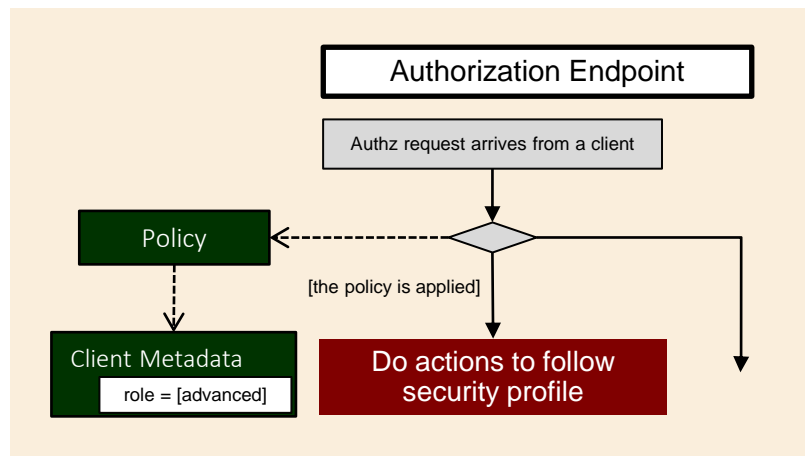 Authorization Endpoint
Authz request arrives from a client
Policy
[the policy is applied]
Client Metadata
role = [advanced]
Do actions to follow
security profile